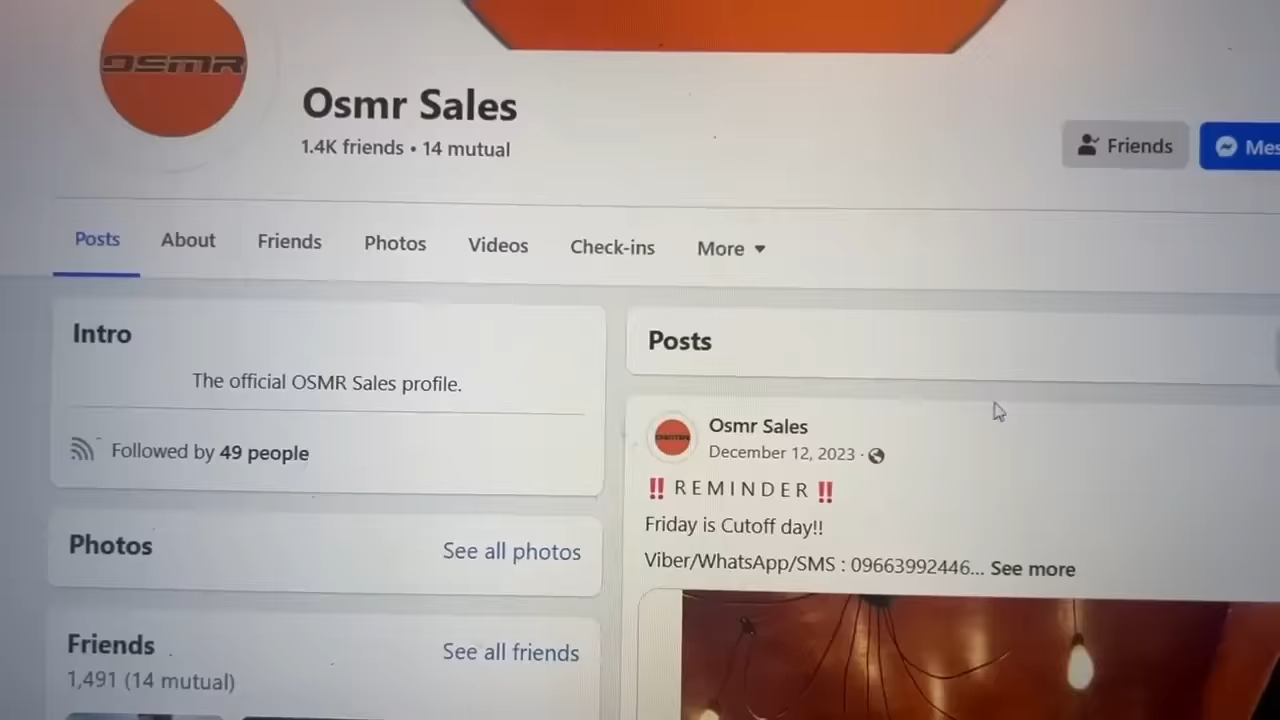 OSMR
Osmr Sales
1.4K friends • 14 mutual
Friends
Mes
Posts
About
Friends
Photos
Videos
Check-ins
More
Intro
The official OSMR Sales profile.
Followed by 49 people
Photos
See all photos
Friends
See all friends
1,491 (14 mutual)
Posts
Osmr Sales
December 12, 2023 ·
‼️ R E M I N D E R ‼️
Friday is Cutoff day!!
Viber/WhatsApp/SMS : 09663992446... See more